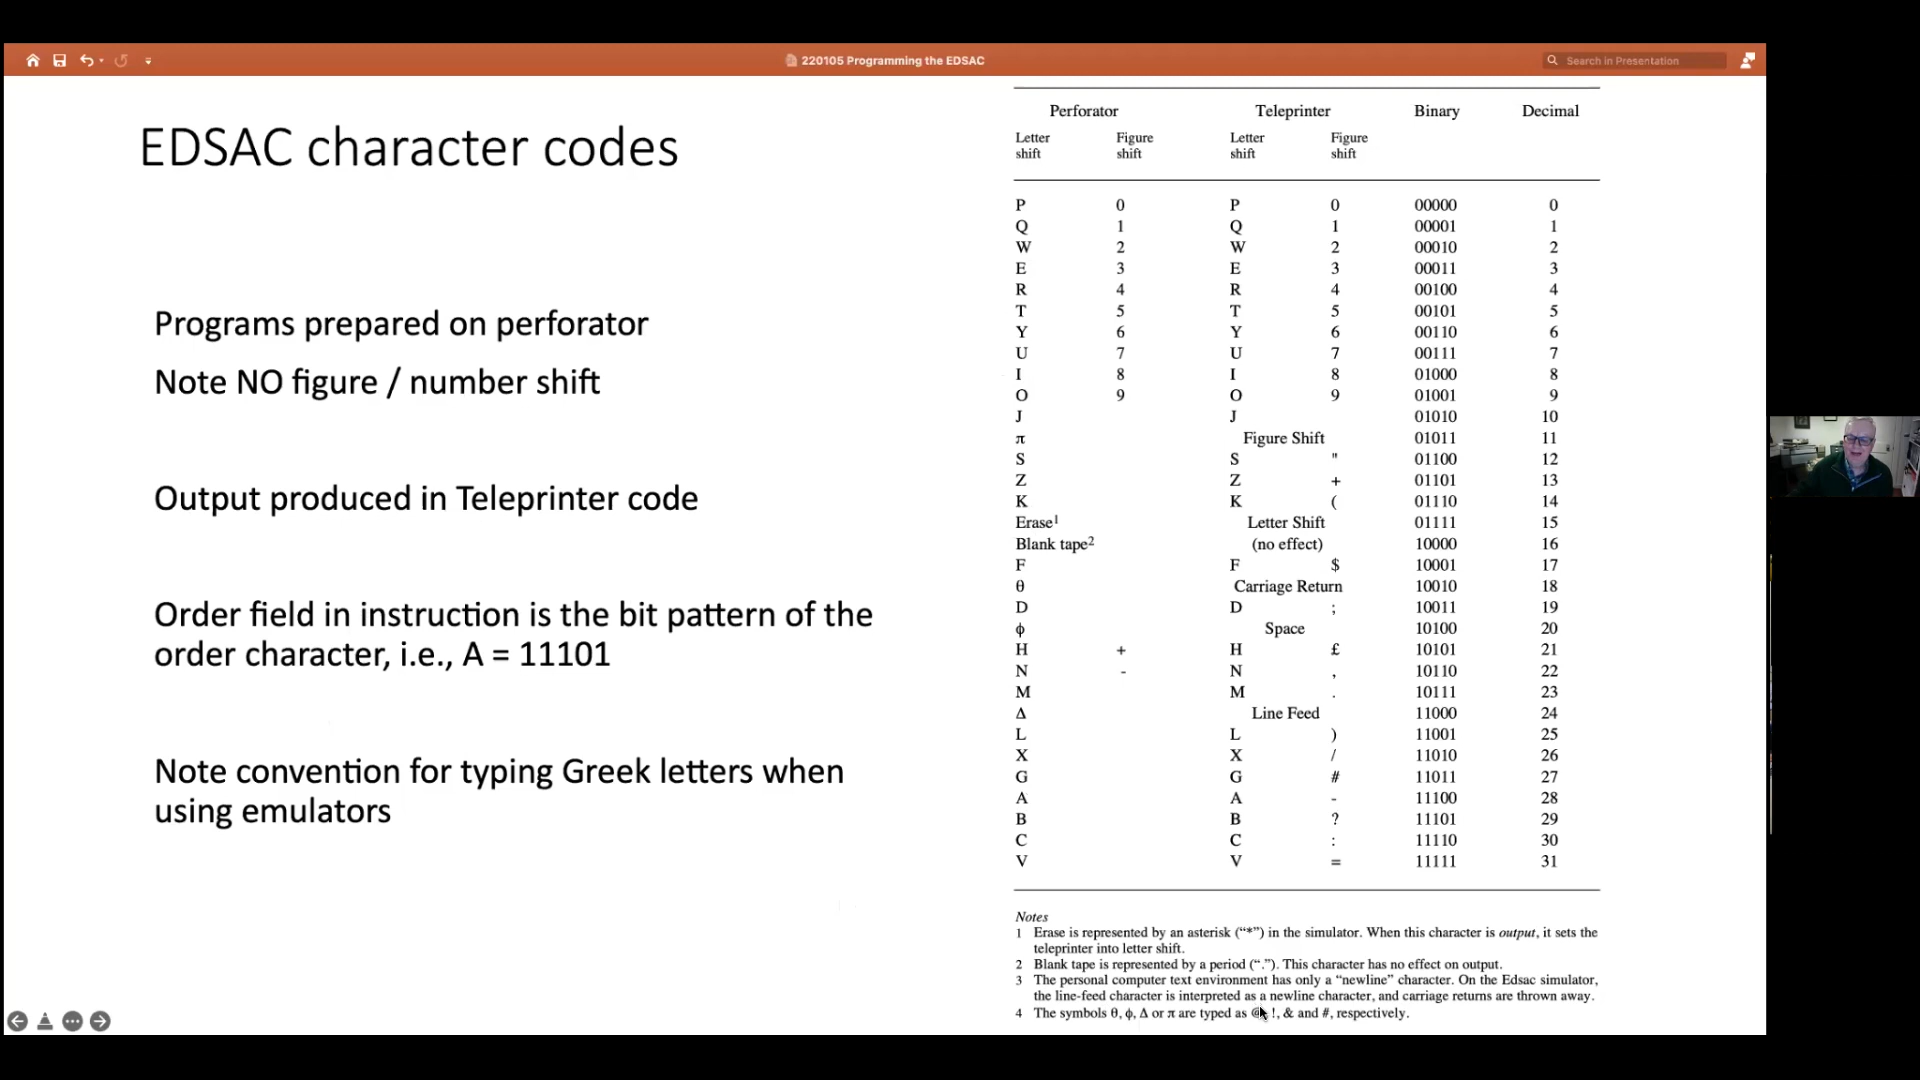 220105 Programming the EDSAC
Search in Presentation
EDSAC character codes
Programs prepared on perforator
Note NO figure / number shift
Output produced in Teleprinter code
Order field in instruction is the bit pattern of the
order character, i.e., A = 11101
Note convention for typing Greek letters when
using emulators
Perforator Teleprinter Binary Decimal
Letter Figure Letter Figure
shift shift shift shift
P 0 P 0 00000 0
Q 1 Q 1 00001 1
W 2 W 2 00010 2
E 3 E 3 00011 3
R 4 R 4 00100 4
T 5 T 5 00101 5
Y 6 Y 6 00110 6
U 7 U 7 00111 7
I 8 I 8 01000 8
O 9 O 9 01001 9
J J 01010 10
π Figure Shift 01011 11
S S " 01100 12
Z Z + 01101 13
K K ( 01110 14
Erase1 Letter Shift 01111 15
Blank tape2 (no effect) 10000 16
F F $ 10001 17
θ Carriage Return 10010 18
D D ; 10011 19
ϕ Space 10100 20
H + H £ 10101 21
N - N , 10110 22
M M . 10111 23
Δ Line Feed 11000 24
L L ) 11001 25
X X / 11010 26
G G # 11011 27
A A - 11100 28
B B ? 11101 29
C C : 11110 30
V V = 11111 31
Notes
1 Erase is represented by an asterisk (“*”) in the simulator. When this character is output, it sets the
teleprinter into letter shift.
2 Blank tape is represented by a period (“.”). This character has no effect on output.
3 The personal computer text environment has only a “newline” character. On the Edsac simulator,
the line-feed character is interpreted as a newline character, and carriage returns are thrown away.
4 The symbols θ, ϕ, Δ or π are typed as @, !, & and #, respectively.